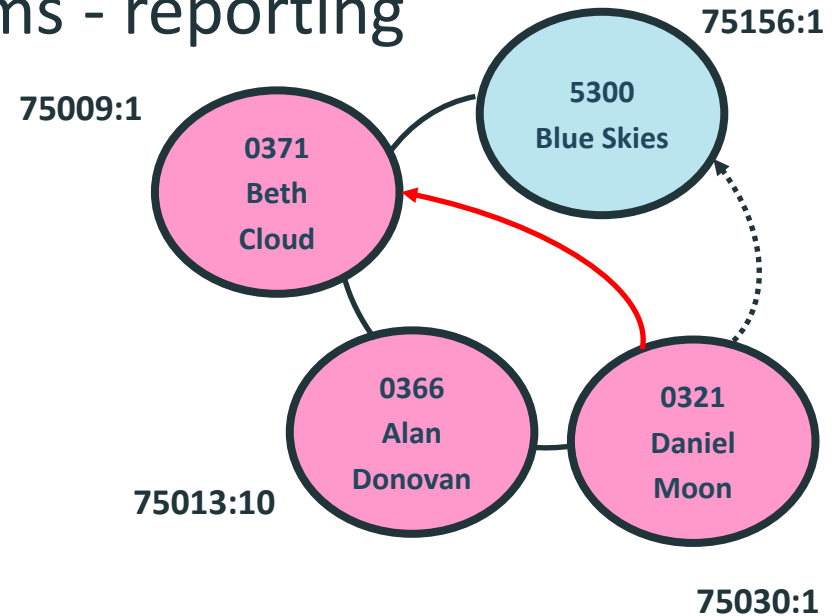 ms - reporting
75156:1
5300
Blue Skies
75009:1
0371
Beth
Cloud
0366
Alan
Donovan
75013:10
0321
Daniel
Moon
75030:1